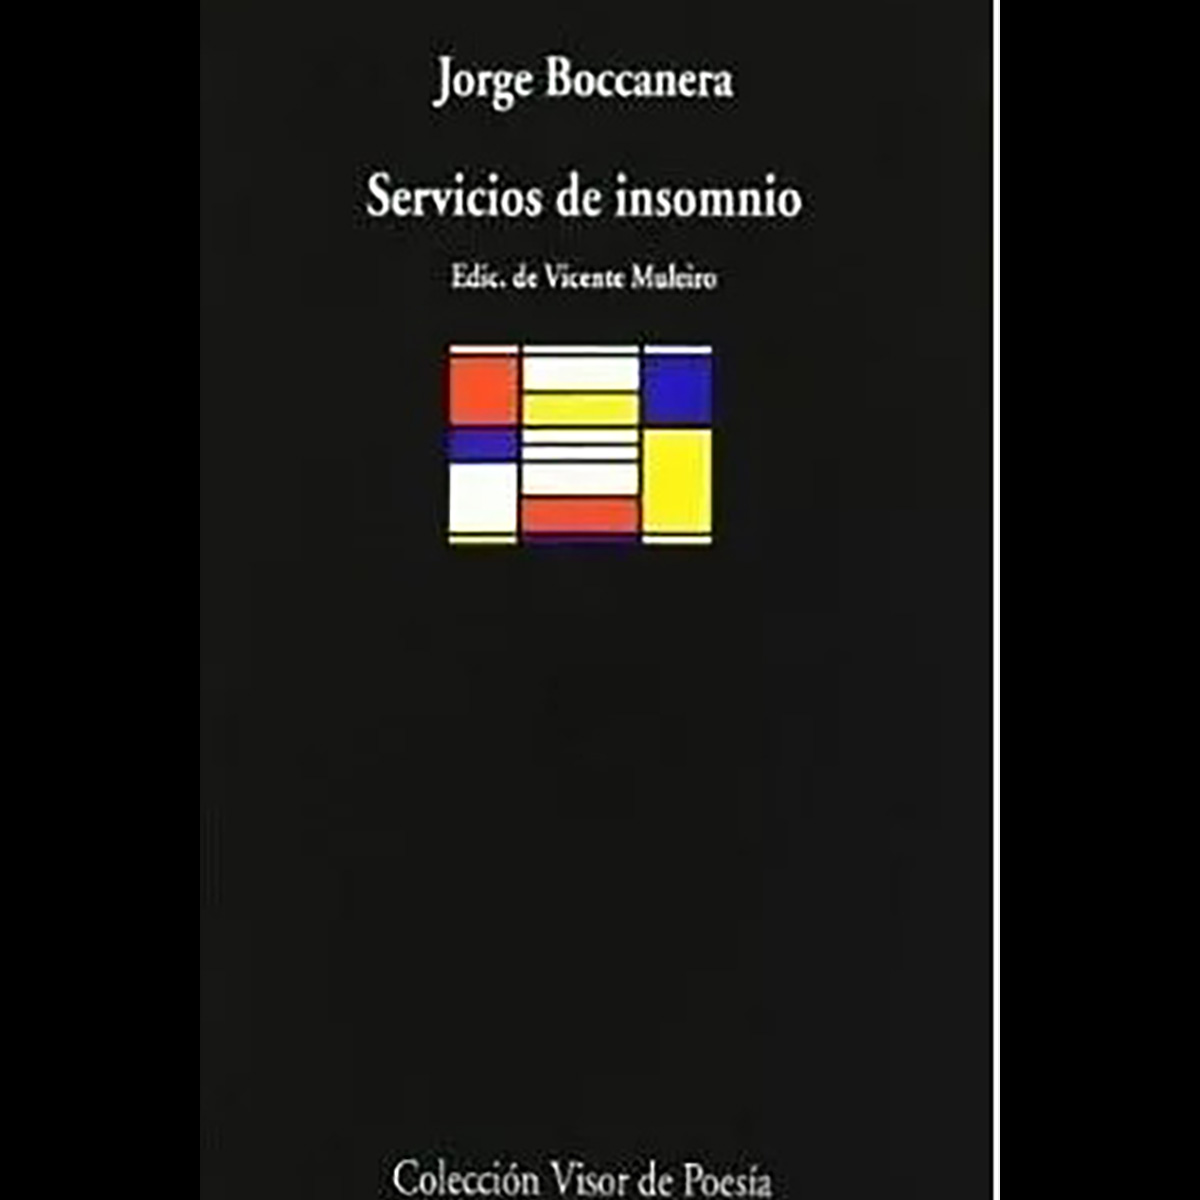 Jorge Boccanera
Servicios de insomnio
Edic. de Vicente Muleiro
Colección Visor de Poesía